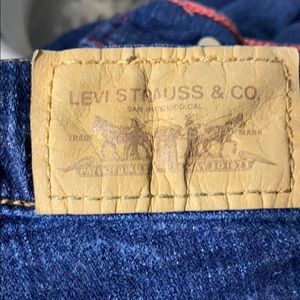 LEVI STRAUSS & CO.
SAN FRANCISCO, CAL.
TRADE MARK